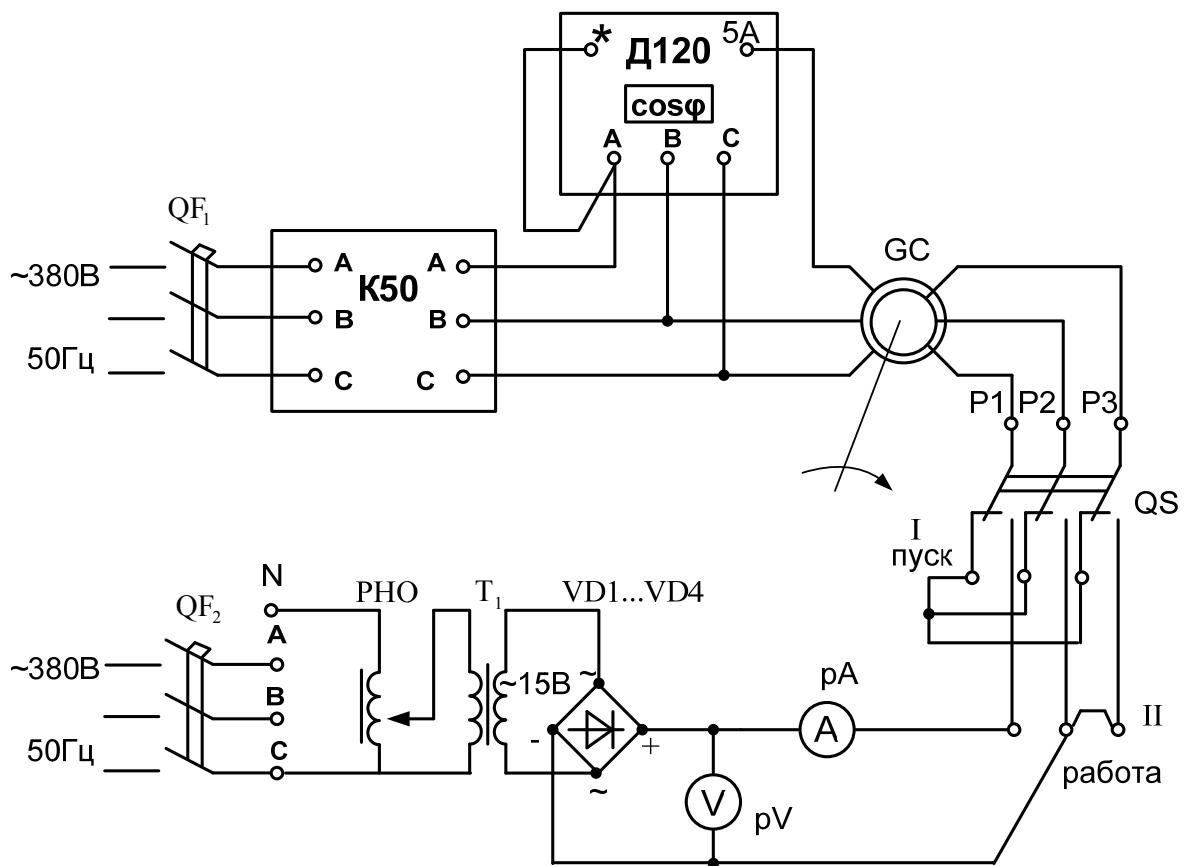 * Д120 5А
cosφ
А В С
QF1
~380В
50Гц
А В С
К50
А В С
GC
Р1 Р2 Р3
QS
I
пуск
N
QF2
~380В
50Гц
А
В
С
РНО
Т1
VD1...VD4
~15В
~
-
+
~
рА
А
V
pV
II
работа